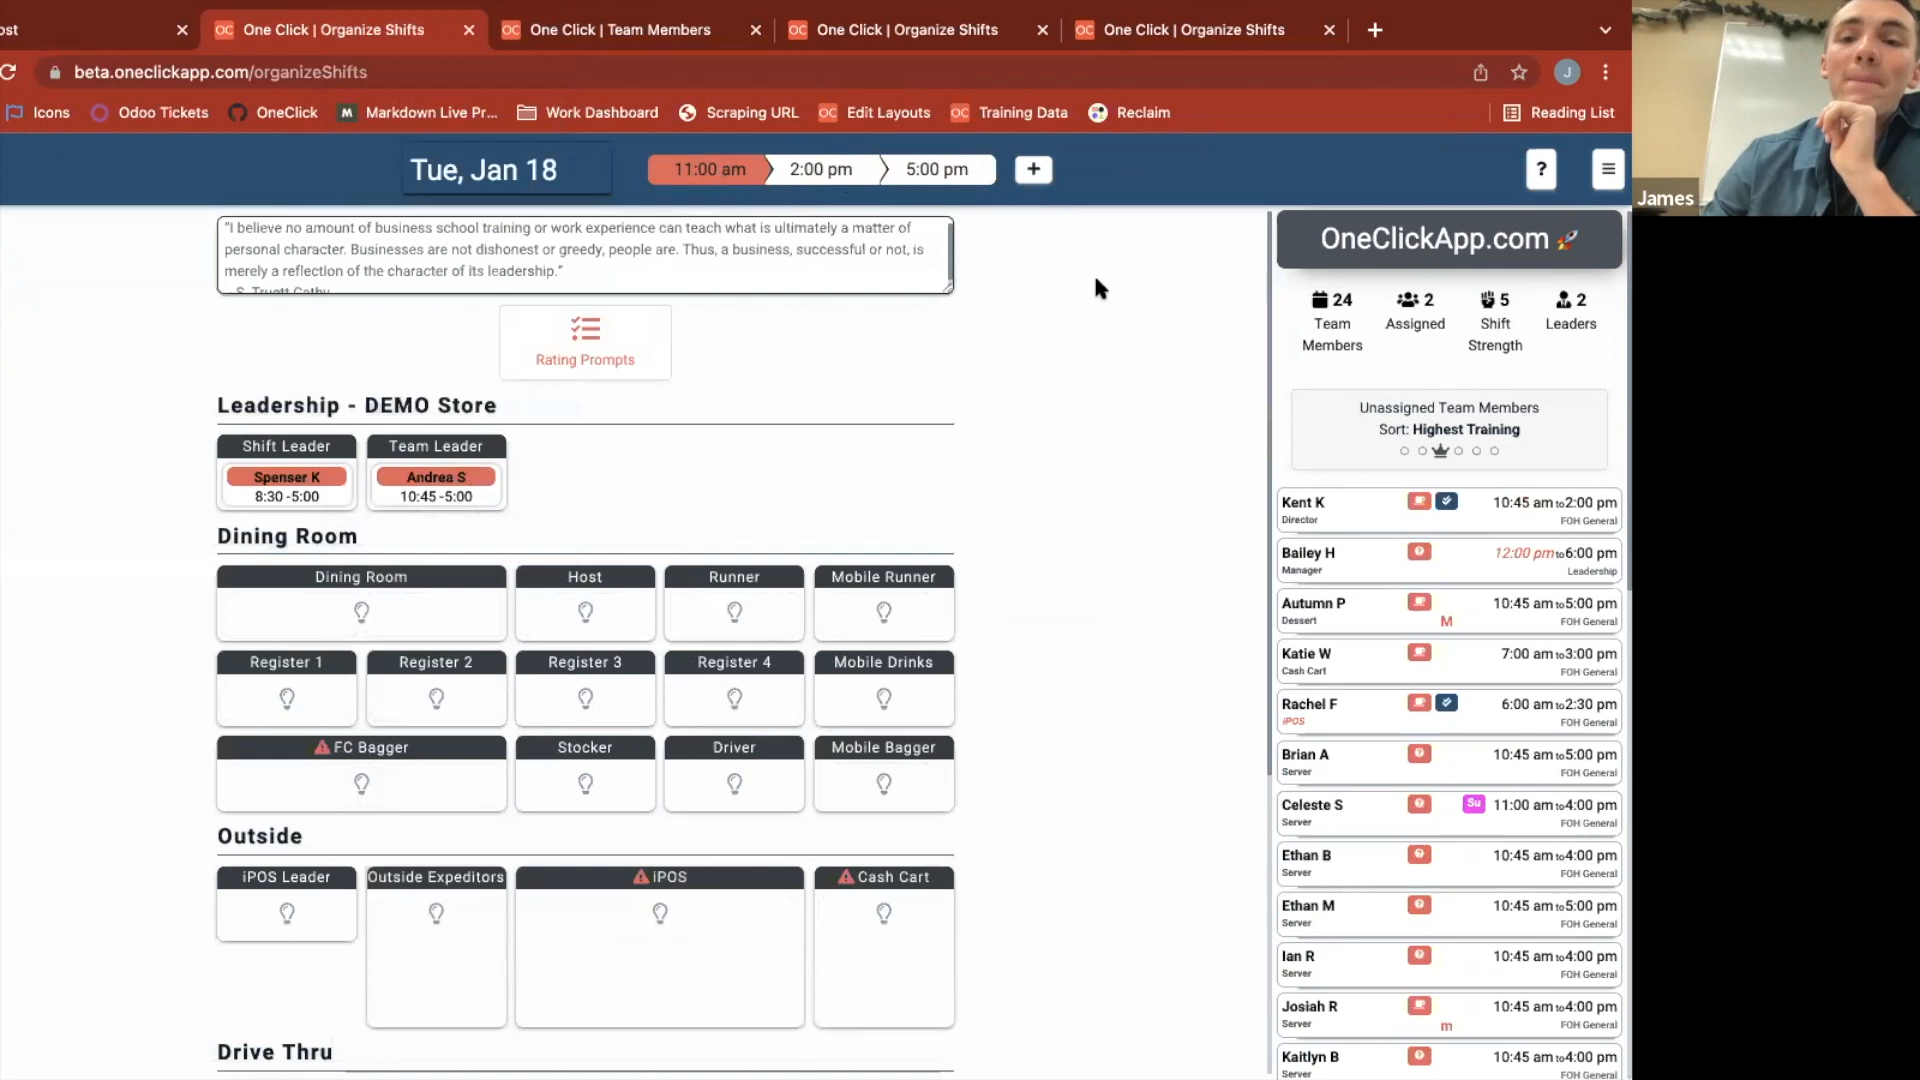 ost
One Click | Organize Shifts
One Click | Team Members
One Click | Organize Shifts
One Click | Organize Shifts
beta.oneclickapp.com/organizeShifts
J
Icons
Odoo Tickets
OneClick
Markdown Live Pr...
Work Dashboard
Scraping URL
Edit Layouts
Training Data
Reclaim
Reading List
Tue, Jan 18
11:00 am
2:00 pm
5:00 pm
+
?
James
"I believe no amount of business school training or work experience can teach what is ultimately a matter of
personal character. Businesses are not dishonest or greedy, people are. Thus, a business, successful or not, is
merely a reflection of the character of its leadership."
- S. Truett Cathy
Rating Prompts
Leadership - DEMO Store
Shift Leader
Spenser K
8:30 -5:00
Team Leader
Andrea S
10:45 -5:00
Dining Room
Dining Room
Host
Runner
Mobile Runner
Register 1
Register 2
Register 3
Register 4
Mobile Drinks
FC Bagger
Stocker
Driver
Mobile Bagger
Outside
iPOS Leader
Outside Expeditors
iPOS
Cash Cart
Drive Thru
OneClickApp.com
24
Team
Members
2
Assigned
5
Shift
Strength
2
Leaders
Unassigned Team Members
Sort: Highest Training
Kent K 10:45 am to 2:00 pm
Director FOH General
Bailey H 12:00 pm to 6:00 pm
Manager Leadership
Autumn P 10:45 am to 5:00 pm
Dessert M FOH General
Katie W 7:00 am to 3:00 pm
Cash Cart FOH General
Rachel F 6:00 am to 2:30 pm
iPOS FOH General
Brian A 10:45 am to 5:00 pm
Server FOH General
Celeste S Su 11:00 am to 4:00 pm
Server FOH General
Ethan B 10:45 am to 4:00 pm
Server FOH General
Ethan M 10:45 am to 5:00 pm
Server FOH General
Ian R 10:45 am to 4:00 pm
Server FOH General
Josiah R 10:45 am to 4:00 pm
Server m FOH General
Kaitlyn B 10:45 am to 4:00 pm
Server FOH General